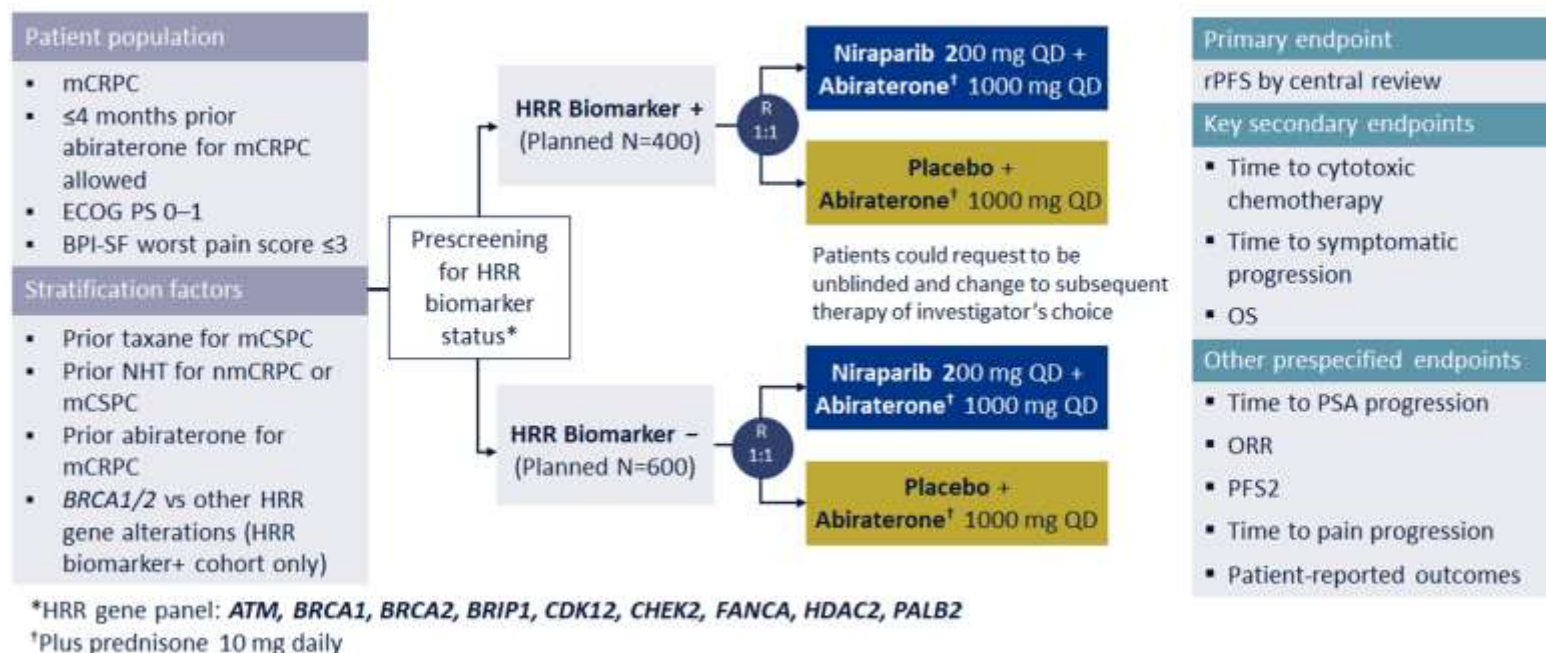 Patient population
▪ mCRPC
▪ ≤4 months prior
abiraterone for mCRPC
allowed
▪ ECOG PS 0–1
▪ BPI-SF worst pain score ≤3
Stratification factors
▪ Prior taxane for mCSPC
▪ Prior NHT for nmCRPC or
mCSPC
▪ Prior abiraterone for
mCRPC
▪ BRCA1/2 vs other HRR
gene alterations (HRR
biomarker+ cohort only)
Prescreening
for HRR
biomarker
status*
HRR Biomarker +
(Planned N=400)
R
1:1
Niraparib 200 mg QD +
Abiraterone† 1000 mg QD
Placebo +
Abiraterone† 1000 mg QD
Patients could request to be
unblinded and change to subsequent
therapy of investigator’s choice
HRR Biomarker –
(Planned N=600)
R
1:1
Niraparib 200 mg QD +
Abiraterone† 1000 mg QD
Placebo +
Abiraterone† 1000 mg QD
Primary endpoint
rPFS by central review
Key secondary endpoints
▪ Time to cytotoxic
chemotherapy
▪ Time to symptomatic
progression
▪ OS
Other prespecified endpoints
▪ Time to PSA progression
▪ ORR
▪ PFS2
▪ Time to pain progression
▪ Patient-reported outcomes
*HRR gene panel: ATM, BRCA1, BRCA2, BRIP1, CDK12, CHEK2, FANCA, HDAC2, PALB2
†Plus prednisone 10 mg daily